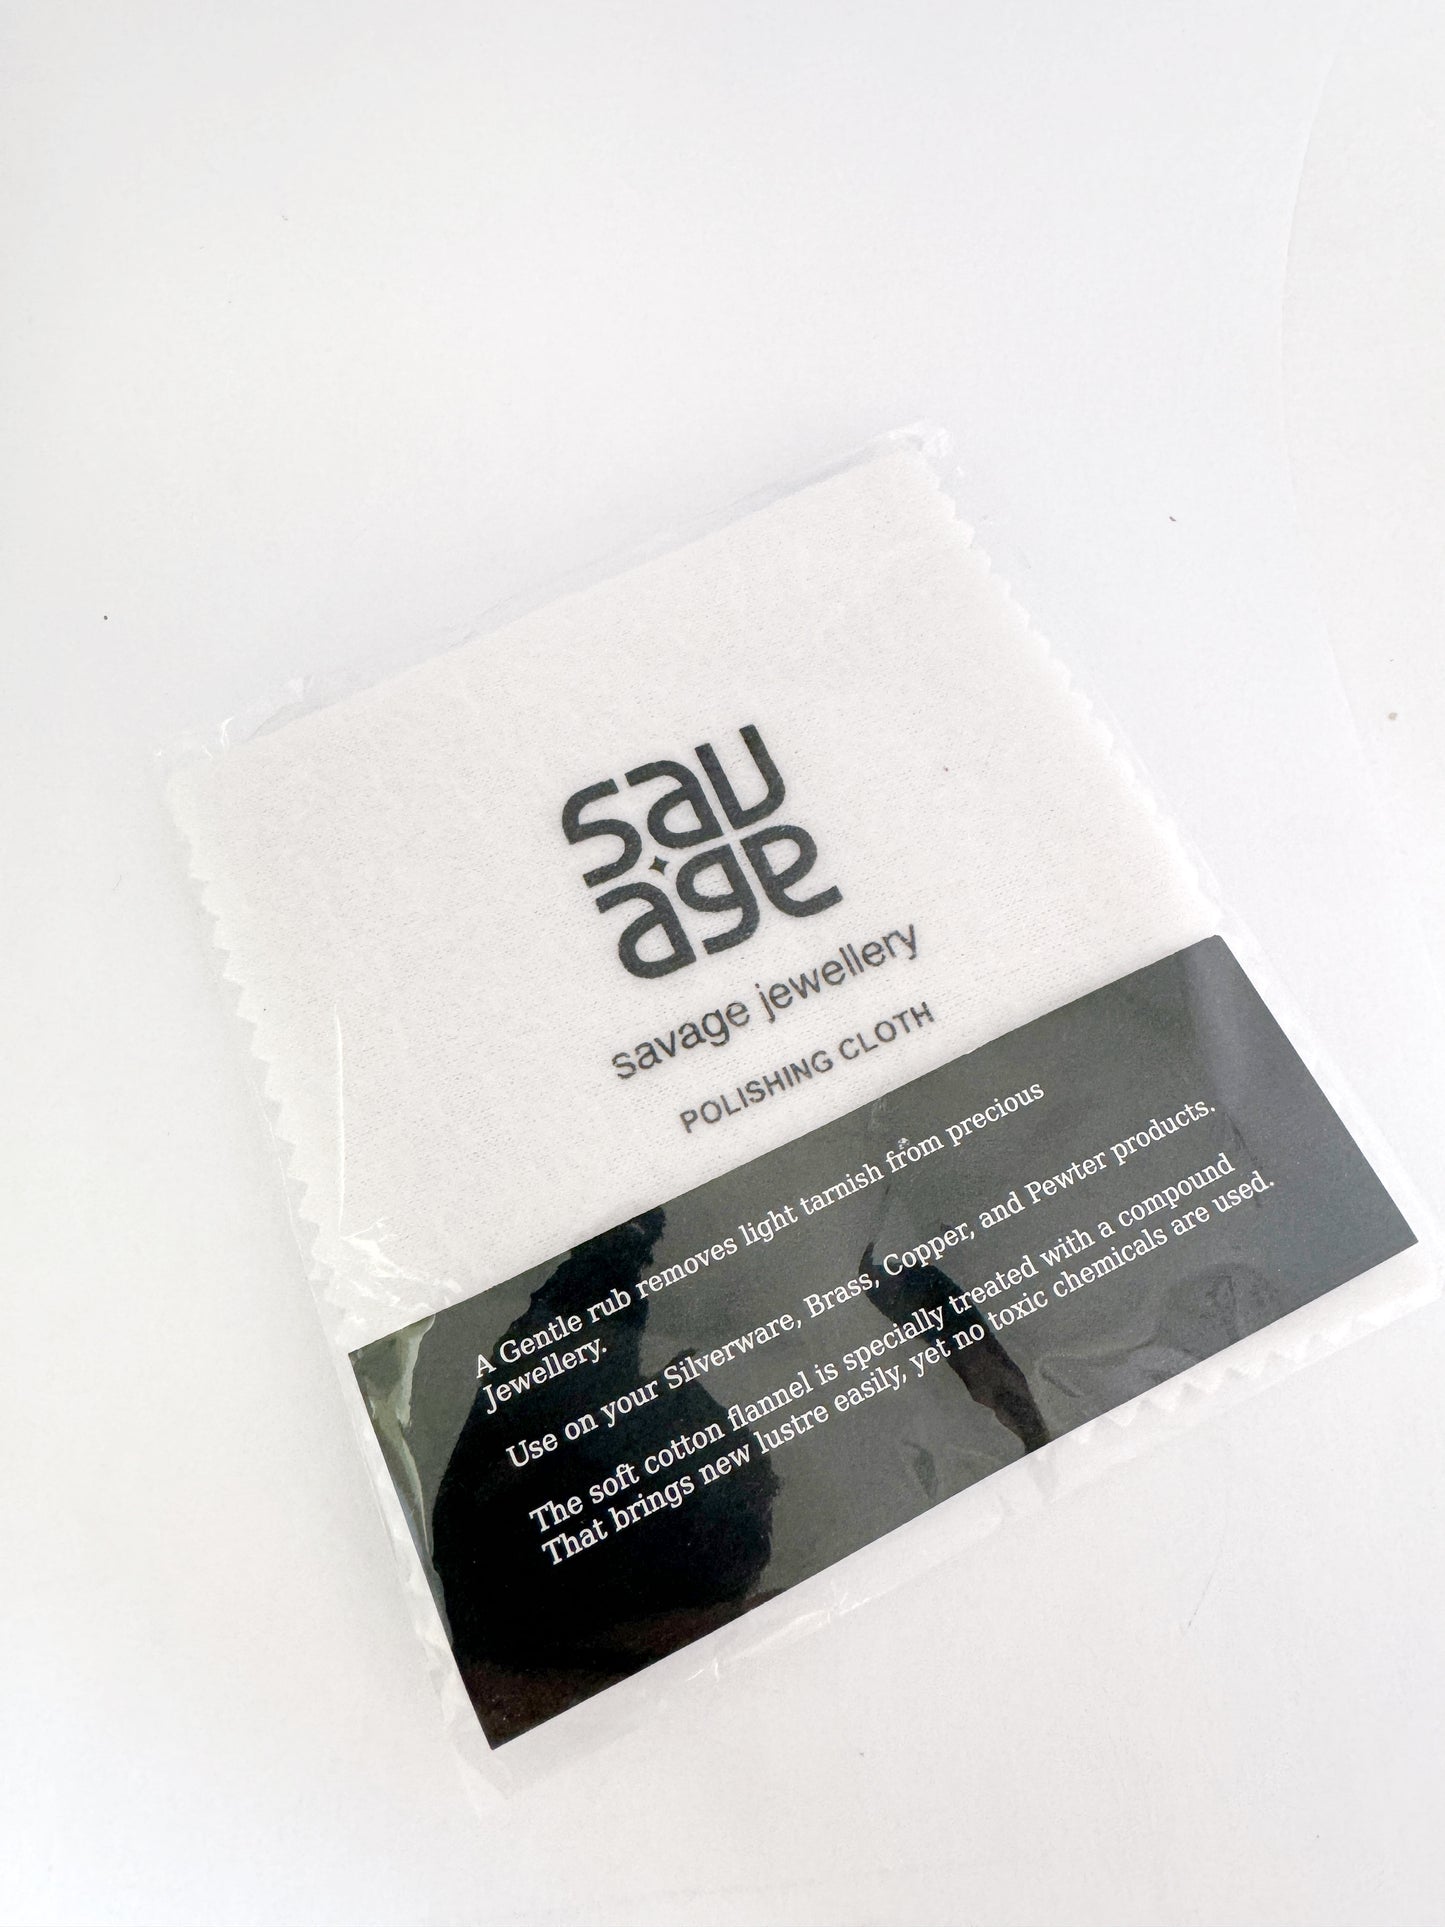 sav
age
savage jewellery
POLISHING CLOTH
A Gentle rub removes light tarnish from precious
Jewellery.
Use on your Silverware, Brass, Copper, and Pewter products.
The soft cotton flannel is specially treated with a compound
That brings new lustre easily, yet no toxic chemicals are used.